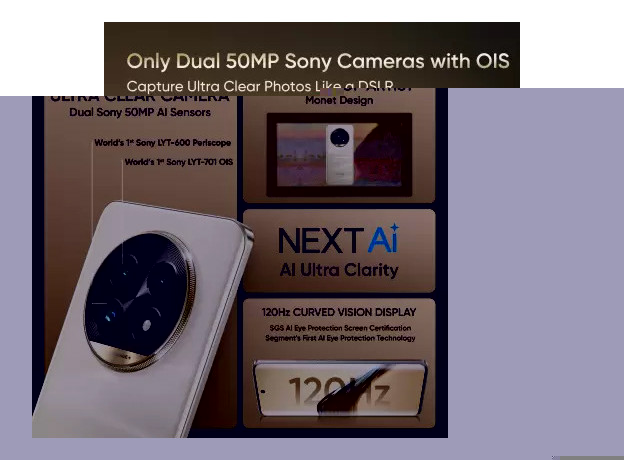 Only Dual 50MP Sony Cameras with OIS
Capture Ultra Clear Photos Like a DSLR
ULTRA CLEAR CAMERA
Dual Sony 50MP AI Sensors
World's 1st Sony LYT-600 Periscope
World's 1st Sony LYT-701 OIS
Monet Design
NEXT Ai
AI Ultra Clarity
120Hz CURVED VISION DISPLAY
SGS AI Eye Protection Screen Certification
Segment's First AI Eye Protection Technology
120Hz